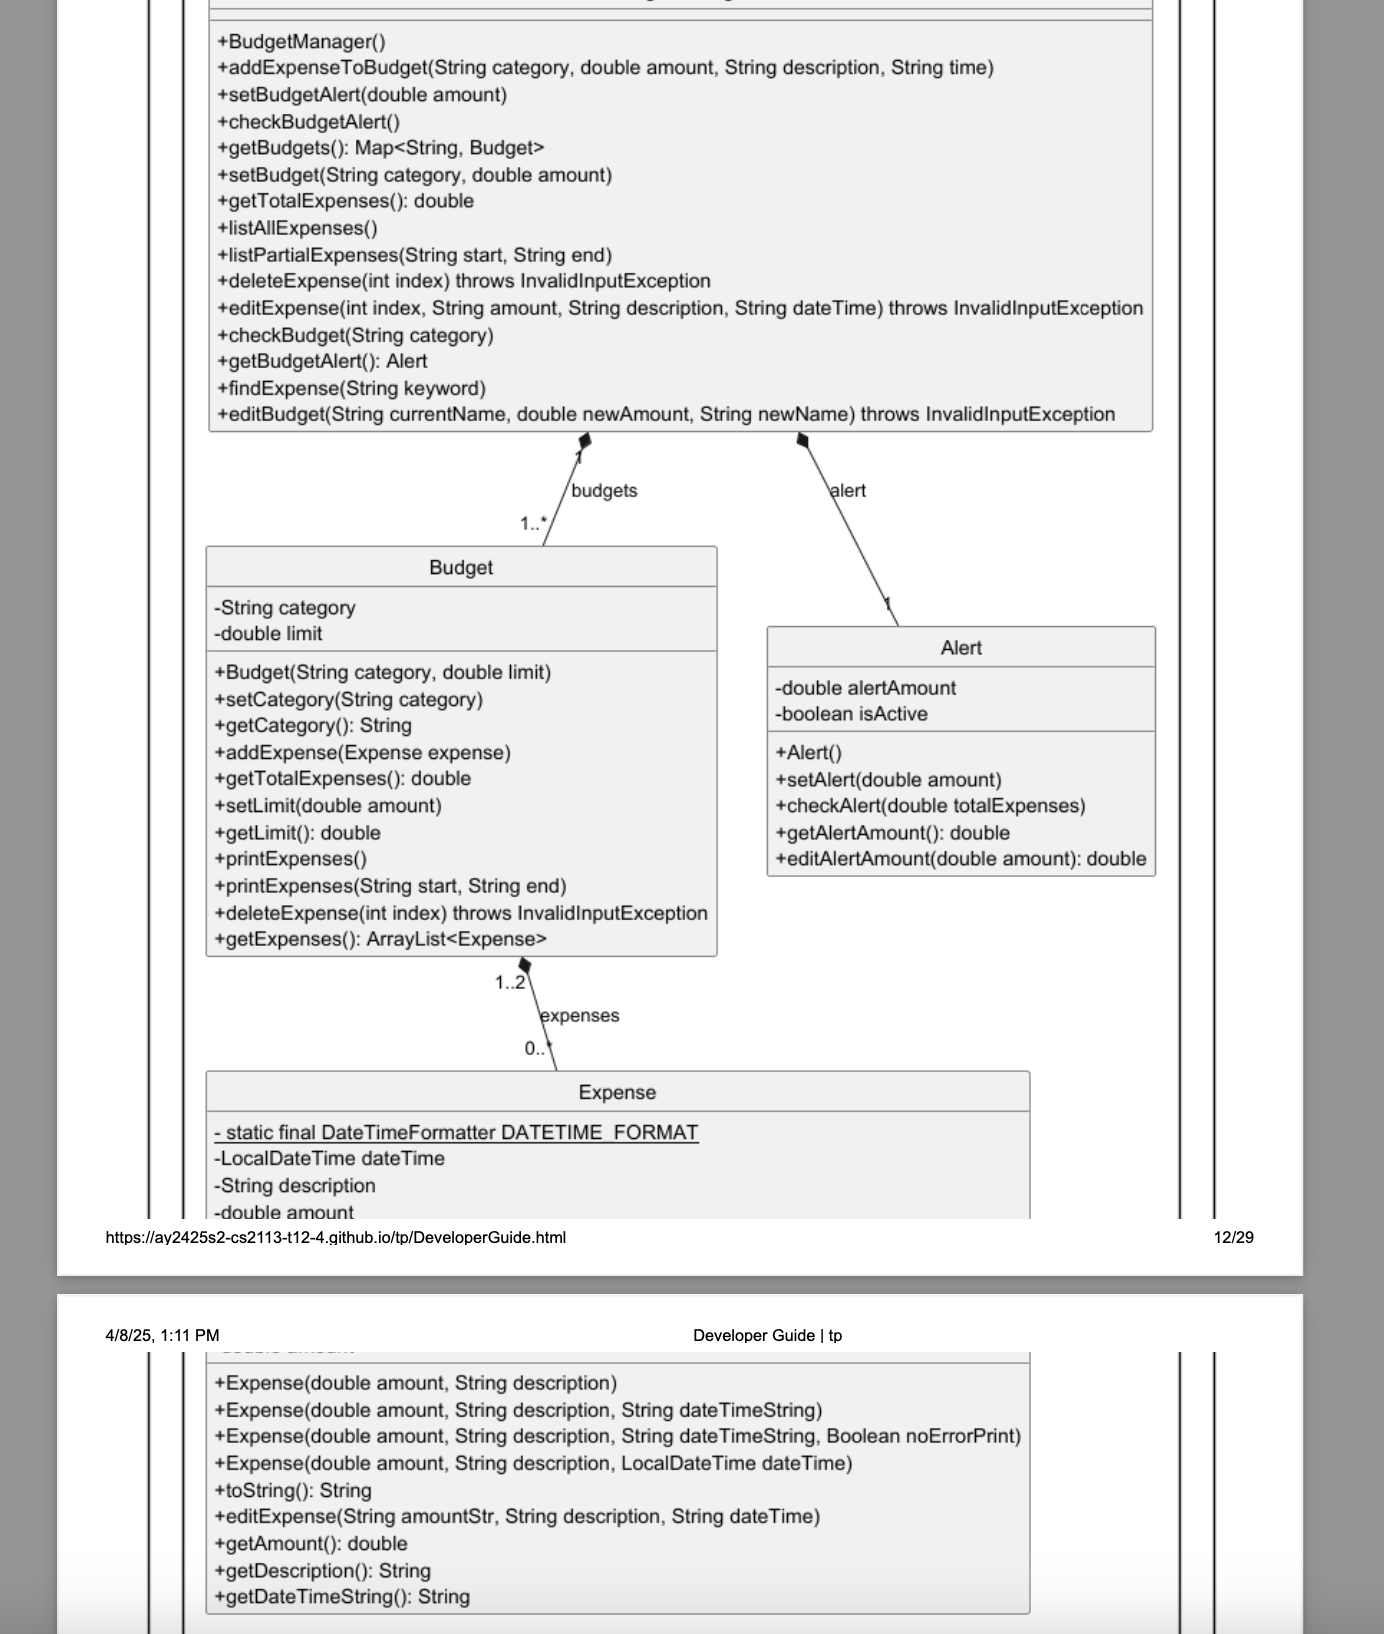 +BudgetManager()
+addExpenseToBudget(String category, double amount, String description, String time)
+setBudgetAlert(double amount)
+checkBudgetAlert()
+getBudgets(): Map<String, Budget>
+setBudget(String category, double amount)
+getTotalExpenses(): double
+listAllExpenses()
+listPartialExpenses(String start, String end)
+deleteExpense(int index) throws InvalidInputException
+editExpense(int index, String amount, String description, String dateTime) throws InvalidInputException
+checkBudget(String category)
+getBudgetAlert(): Alert
+findExpense(String keyword)
+editBudget(String currentName, double newAmount, String newName) throws InvalidInputException
1
budgets
alert
1..*
1
Budget
-String category
-double limit
+Budget(String category, double limit)
+setCategory(String category)
+getCategory(): String
+addExpense(Expense expense)
+getTotalExpenses(): double
+setLimit(double amount)
+getLimit(): double
+printExpenses()
+printExpenses(String start, String end)
+deleteExpense(int index) throws InvalidInputException
+getExpenses(): ArrayList<Expense>
Alert
-double alertAmount
-boolean isActive
+Alert()
+setAlert(double amount)
+checkAlert(double totalExpenses)
+getAlertAmount(): double
+editAlertAmount(double amount): double
1..2
expenses
0..*
Expense
- static final DateTimeFormatter DATETIME_FORMAT
-LocalDateTime dateTime
-String description
-double amount
https://ay2425s2-cs2113-t12-4.github.io/tp/DeveloperGuide.html
12/29
4/8/25, 1:11 PM
Developer Guide | tp
+Expense(double amount, String description)
+Expense(double amount, String description, String dateTimeString)
+Expense(double amount, String description, String dateTimeString, Boolean noErrorPrint)
+Expense(double amount, String description, LocalDateTime dateTime)
+toString(): String
+editExpense(String amountStr, String description, String dateTime)
+getAmount(): double
+getDescription(): String
+getDateTimeString(): String